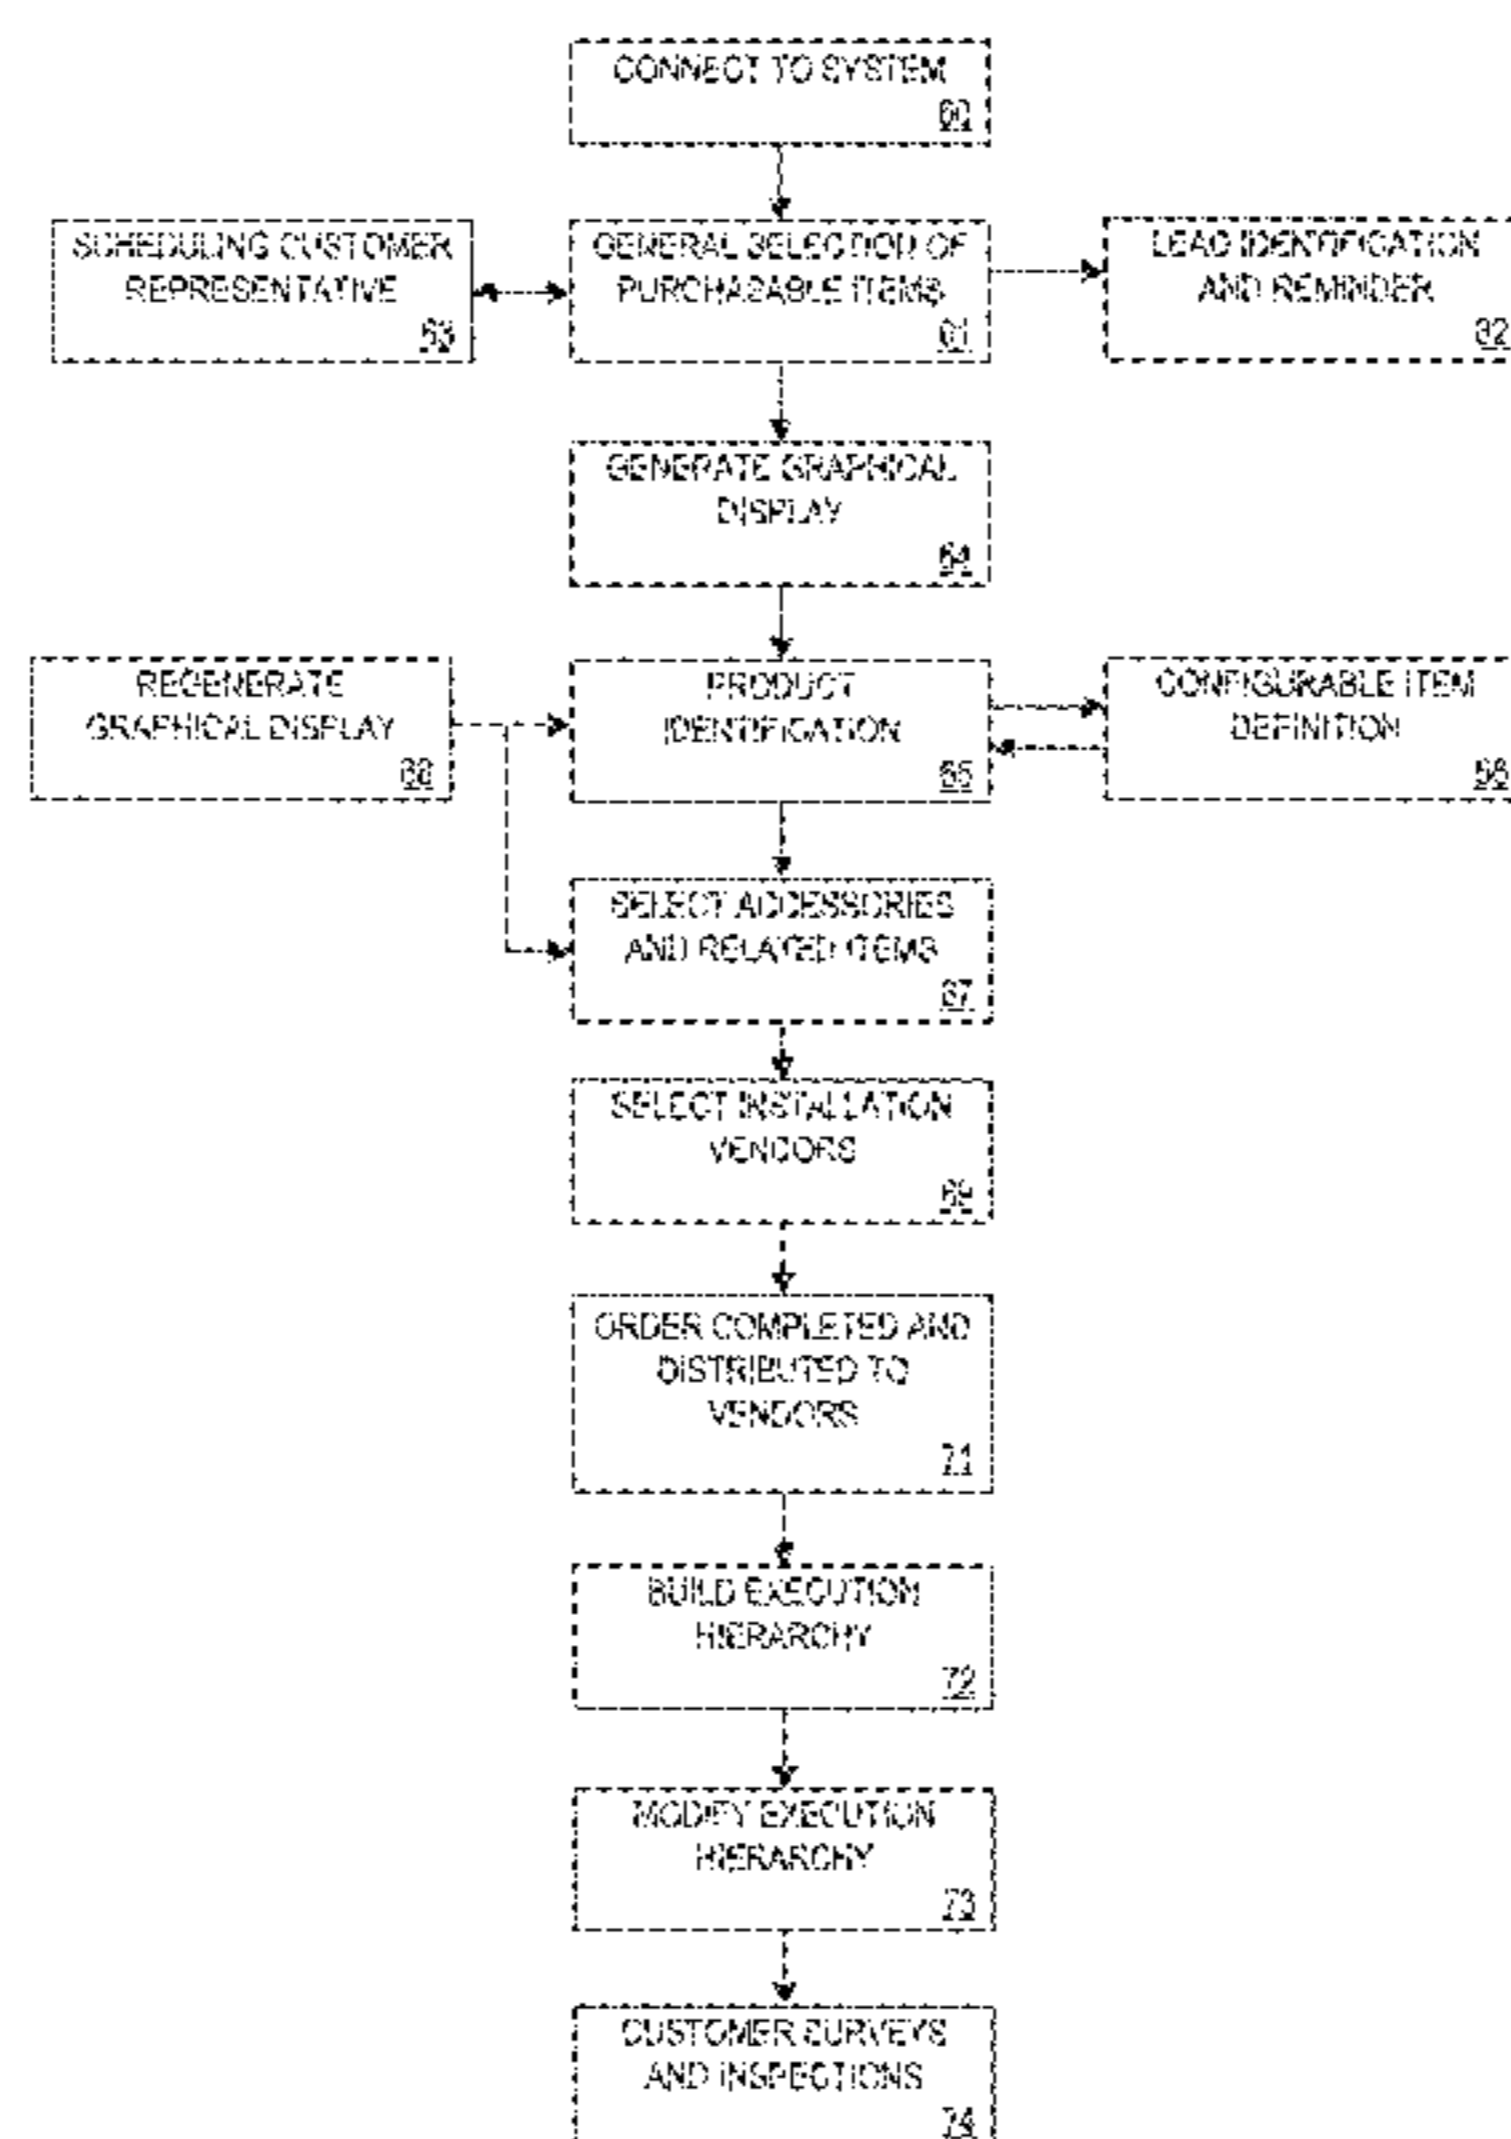 CONNECT TO SYSTEM
60
SCHEDULING CUSTOMER
REPRESENTATIVE
63
GENERAL SELECTION OF
PURCHASABLE ITEMS
61
LEAD IDENTIFICATION
AND REMINDER
62
GENERATE GRAPHICAL
DISPLAY
64
REGENERATE
GRAPHICAL DISPLAY
68
PRODUCT
IDENTIFICATION
65
CONFIGURABLE ITEM
DEFINITION
66
SELECT ACCESSORIES
AND RELATED ITEMS
67
SELECT INSTALLATION
VENDORS
69
ORDER COMPLETED AND
DISTRIBUTED TO
VENDORS
71
BUILD EXECUTION
HIERARCHY
72
MODIFY EXECUTION
HIERARCHY
73
CUSTOMER SURVEYS
AND INSPECTIONS
74